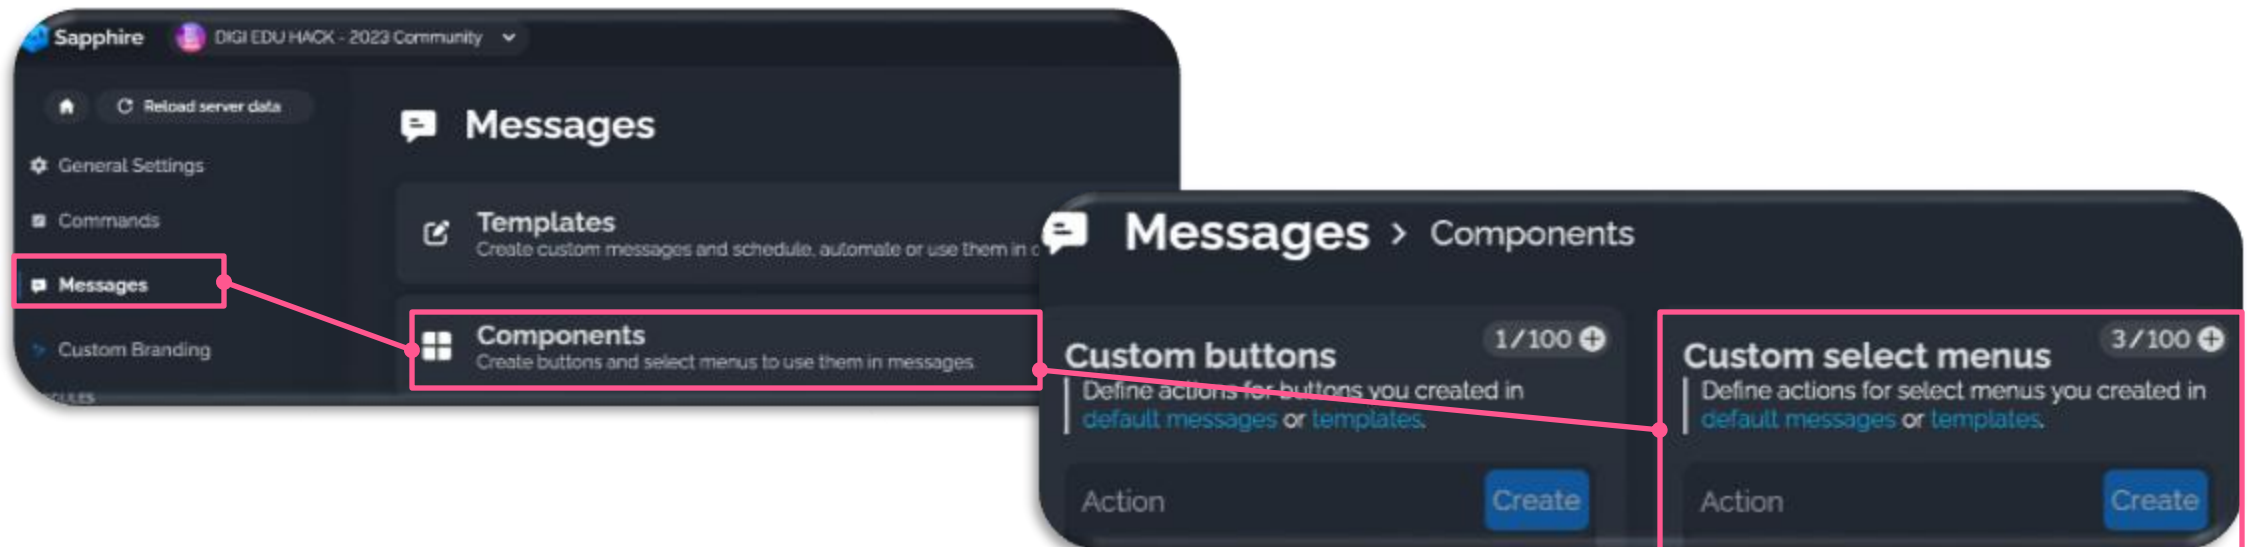 Sapphire
DIGI EDU HACK - 2023 Community
Reload server data
General Settings
Commands
Messages
Custom Branding
Messages
Templates
Create custom messages and schedule, automate or use them in
Components
Create buttons and select menus to use them in messages.
Messages > Components
Custom buttons
1/100
Define actions for buttons you created in
default messages or templates.
Action
Create
Custom select menus
3/100
Define actions for select menus you created in
default messages or templates.
Action
Create